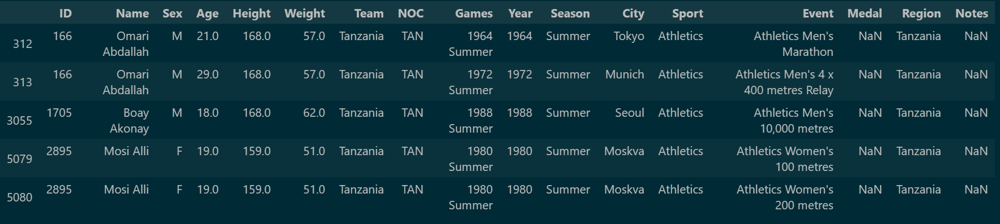 ID Name Sex Age Height Weight Team NOC Games Year Season City Sport Event Medal Region Notes
312 166 Omari M 21.0 168.0 57.0 Tanzania TAN 1964 1964 Summer Tokyo Athletics Athletics Men's NaN Tanzania NaN
Abdallah Summer Marathon
313 166 Omari M 29.0 168.0 57.0 Tanzania TAN 1972 1972 Summer Munich Athletics Athletics Men's 4 x NaN Tanzania NaN
Abdallah Summer 400 metres Relay
3055 1705 Boay M 18.0 168.0 62.0 Tanzania TAN 1988 1988 Summer Seoul Athletics Athletics Men's NaN Tanzania NaN
Akonay Summer 10,000 metres
5079 2895 Mosi Alli F 19.0 159.0 51.0 Tanzania TAN 1980 1980 Summer Moskva Athletics Athletics Women's NaN Tanzania NaN
Summer 100 metres
5080 2895 Mosi Alli F 19.0 159.0 51.0 Tanzania TAN 1980 1980 Summer Moskva Athletics Athletics Women's NaN Tanzania NaN
Summer 200 metres